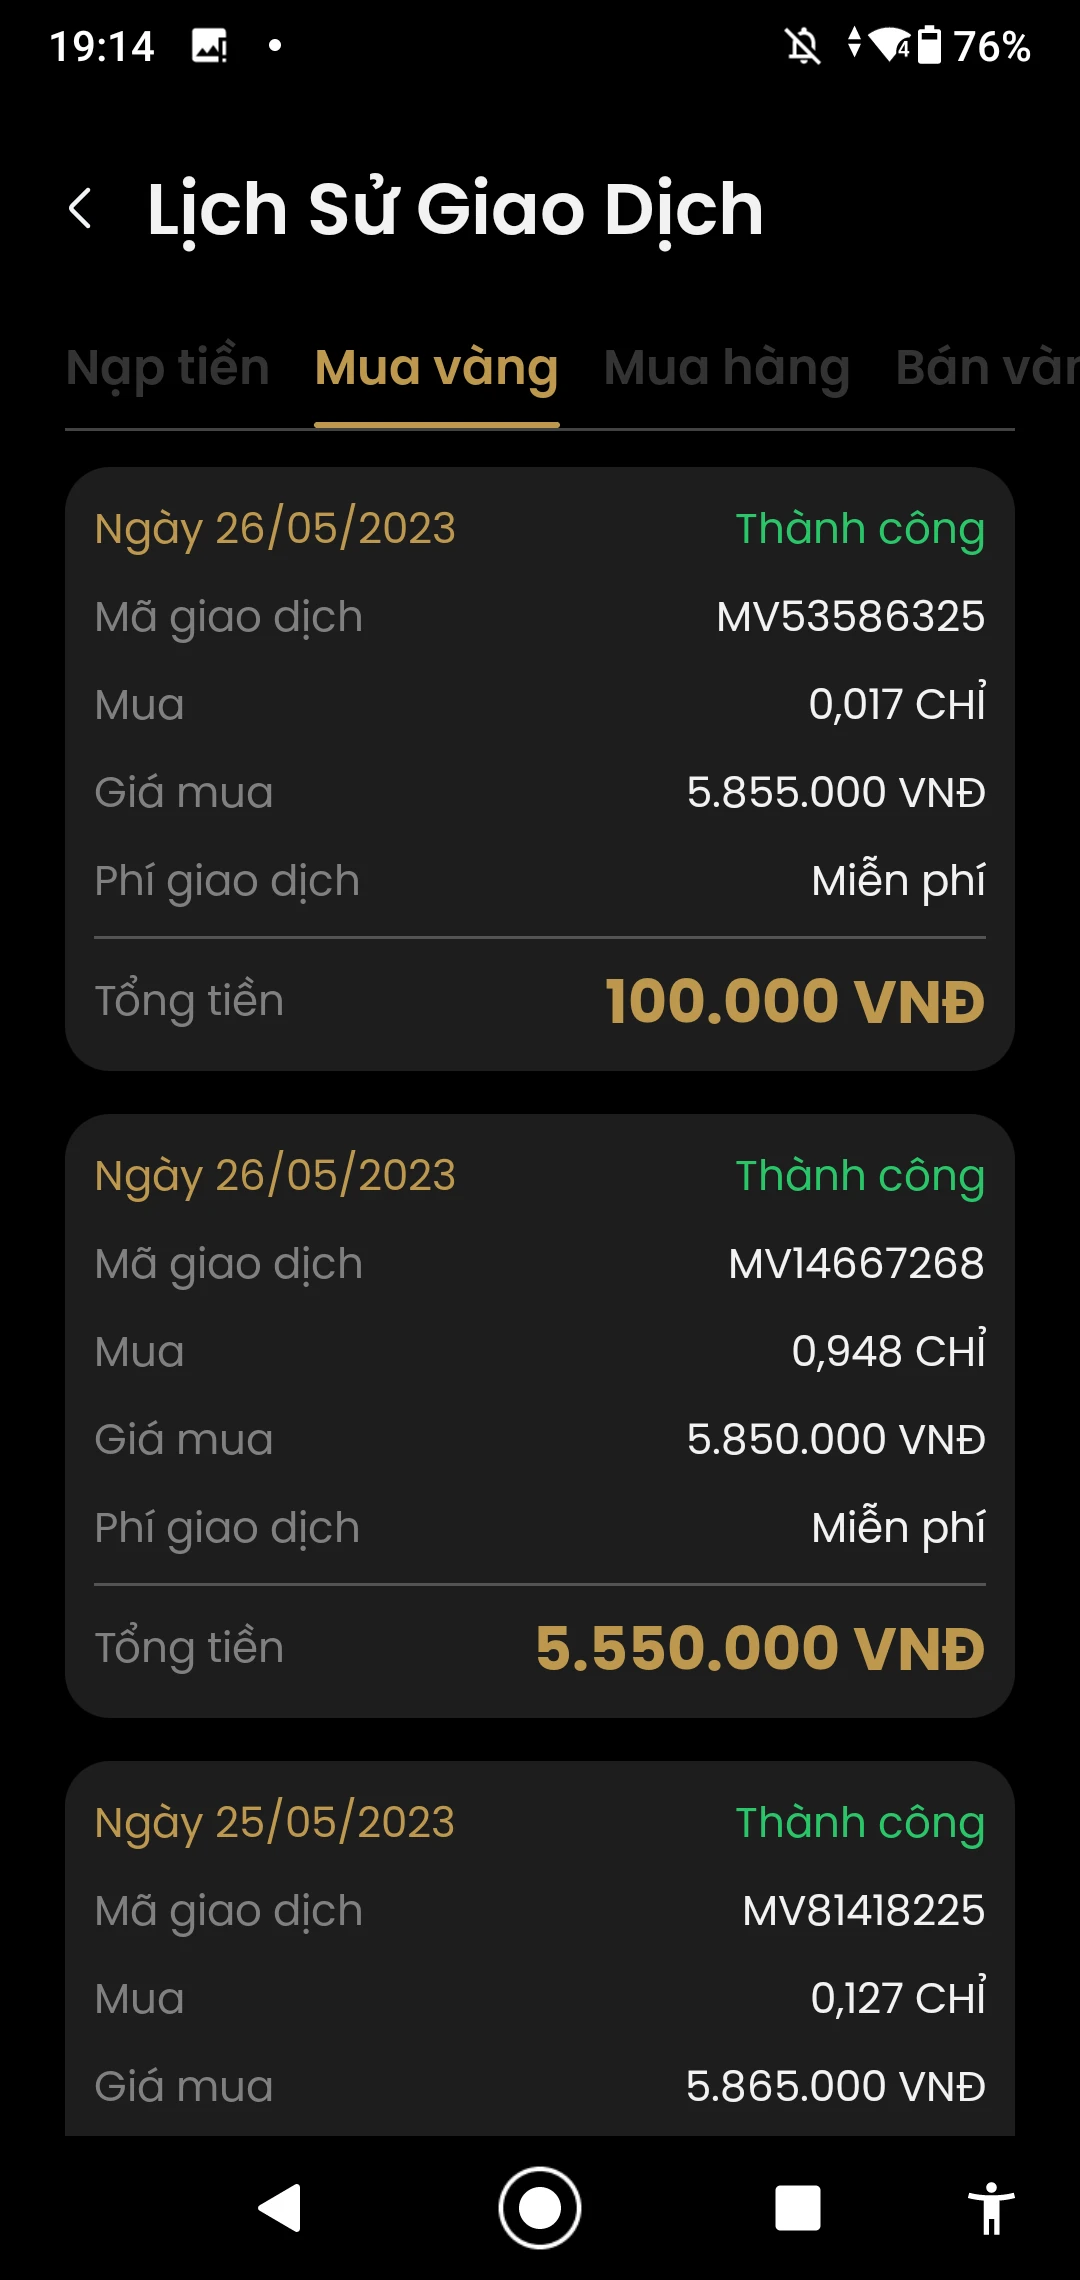 19:14
4
76%
Lịch Sử Giao Dịch
Nạp tiền Mua vàng Mua hàng Bán vàn
Ngày 26/05/2023 Thành công
Mã giao dịch MV53586325
Mua 0,017 CHỈ
Giá mua 5.855.000 VNĐ
Phí giao dịch Miễn phí
Tổng tiền 100.000 VNĐ
Ngày 26/05/2023 Thành công
Mã giao dịch MV14667268
Mua 0,948 CHỈ
Giá mua 5.850.000 VNĐ
Phí giao dịch Miễn phí
Tổng tiền 5.550.000 VNĐ
Ngày 25/05/2023 Thành công
Mã giao dịch MV81418225
Mua 0,127 CHỈ
Giá mua 5.865.000 VNĐ